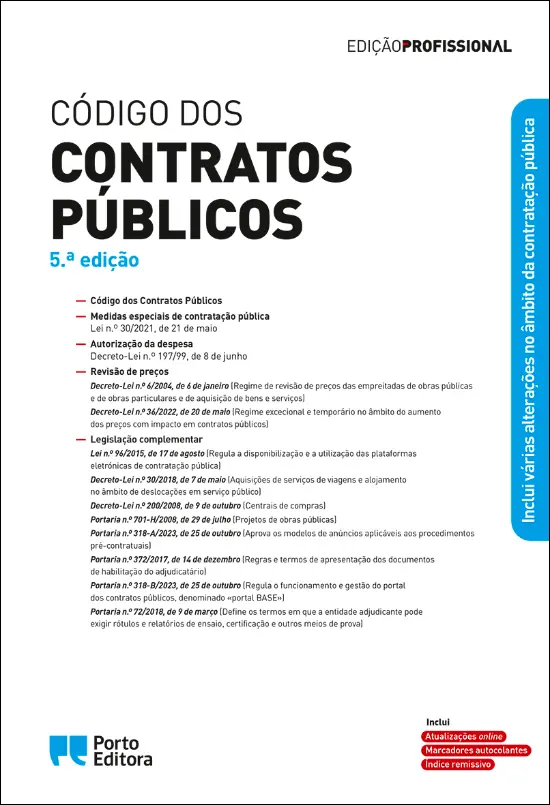 EDIÇÃO PROFISSIONAL
CÓDIGO DOS
CONTRATOS
PÚBLICOS
5.ª edição
Inclui várias alterações no âmbito da contratação pública
— Código dos Contratos Públicos
— Medidas especiais de contratação pública
Lei n.º 30/2021, de 21 de maio
— Autorização da despesa
Decreto-Lei n.º 197/99, de 8 de junho
— Revisão de preços
Decreto-Lei n.º 6/2004, de 6 de janeiro (Regime de revisão de preços das empreitadas de obras públicas
e de obras particulares e de aquisição de bens e serviços)
Decreto-Lei n.º 36/2022, de 20 de maio (Regime excecional e temporário no âmbito do aumento
dos preços com impacto em contratos públicos)
— Legislação complementar
Lei n.º 96/2015, de 17 de agosto (Regula a disponibilização e a utilização das plataformas
eletrónicas de contratação pública)
Decreto-Lei n.º 30/2018, de 7 de maio (Aquisições de serviços de viagens e alojamento
no âmbito de deslocações em serviço público)
Decreto-Lei n.º 200/2008, de 9 de outubro (Centrais de compras)
Portaria n.º 701-H/2008, de 29 de julho (Projetos de obras públicas)
Portaria n.º 318-A/2023, de 25 de outubro (Aprova os modelos de anúncios aplicáveis aos procedimentos
pré-contratuais)
Portaria n.º 372/2017, de 14 de dezembro (Regras e termos de apresentação dos documentos
de habilitação do adjudicatário)
Portaria n.º 318-B/2023, de 25 de outubro (Regula o funcionamento e gestão do portal
dos contratos públicos, denominado «portal BASE»)
Portaria n.º 72/2018, de 9 de março (Define os termos em que a entidade adjudicante pode
exigir rótulos e relatórios de ensaio, certificação e outros meios de prova)
Inclui
Atualizações online
Marcadores autocolantes
Índice remissivo
Porto
Editora